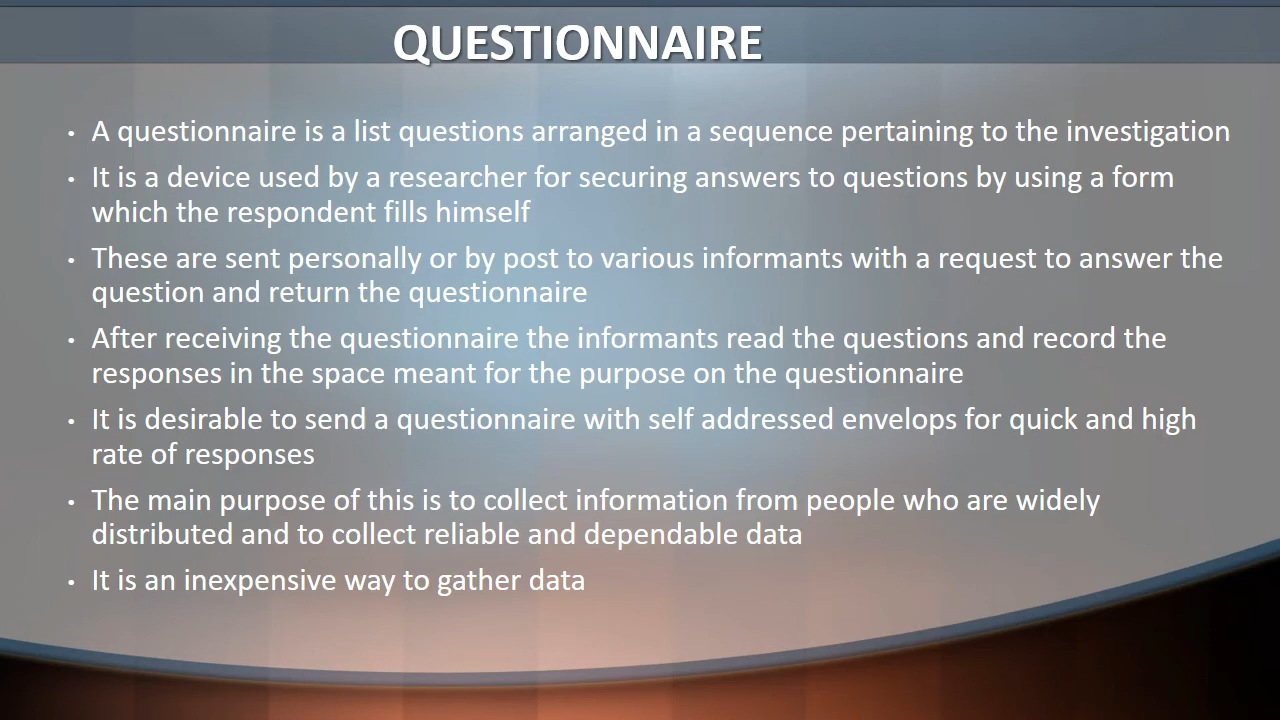 QUESTIONNAIRE
• A questionnaire is a list questions arranged in a sequence pertaining to the investigation
• It is a device used by a researcher for securing answers to questions by using a form
which the respondent fills himself
• These are sent personally or by post to various informants with a request to answer the
question and return the questionnaire
• After receiving the questionnaire the informants read the questions and record the
responses in the space meant for the purpose on the questionnaire
• It is desirable to send a questionnaire with self addressed envelops for quick and high
rate of responses
• The main purpose of this is to collect information from people who are widely
distributed and to collect reliable and dependable data
• It is an inexpensive way to gather data